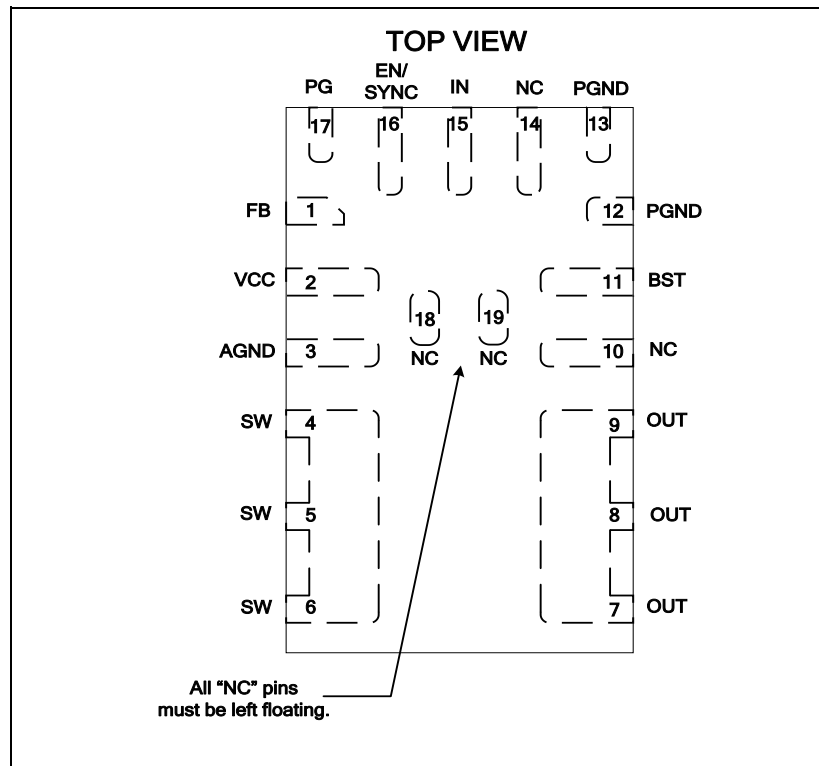 TOP VIEW
PG EN/ SYNC IN NC PGND
17 16 15 14 13
FB 1 12 PGND
VCC 2 11 BST
18 19
AGND 3 NC NC 10 NC
SW 4 9 OUT
SW 5 8 OUT
SW 6 7 OUT
All “NC” pins
must be left floating.